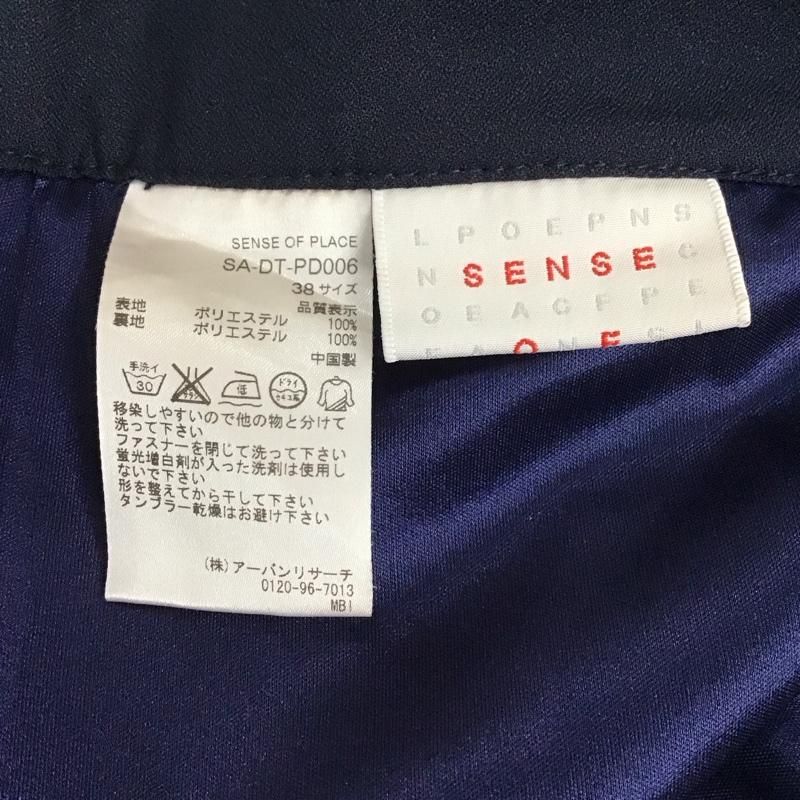 SENSE OF PLACE
SA-DT-PD006
38サイズ
品質表示
表地 ポリエステル 100%
裏地 ポリエステル 100%
中国製
手洗イ
30
低
ドライ
セキユ系
移染しやすいので他の物と分けて
洗って下さい
ファスナーを閉じて洗って下さい
蛍光増白剤が入った洗剤は使用し
ないで下さい
形を整えてから干して下さい
タンブラー乾燥はお避け下さい
(株)アーバンリサーチ
0120-96-7013
MBI
L P O E P N S
N S E N S E C
O B A C F P E